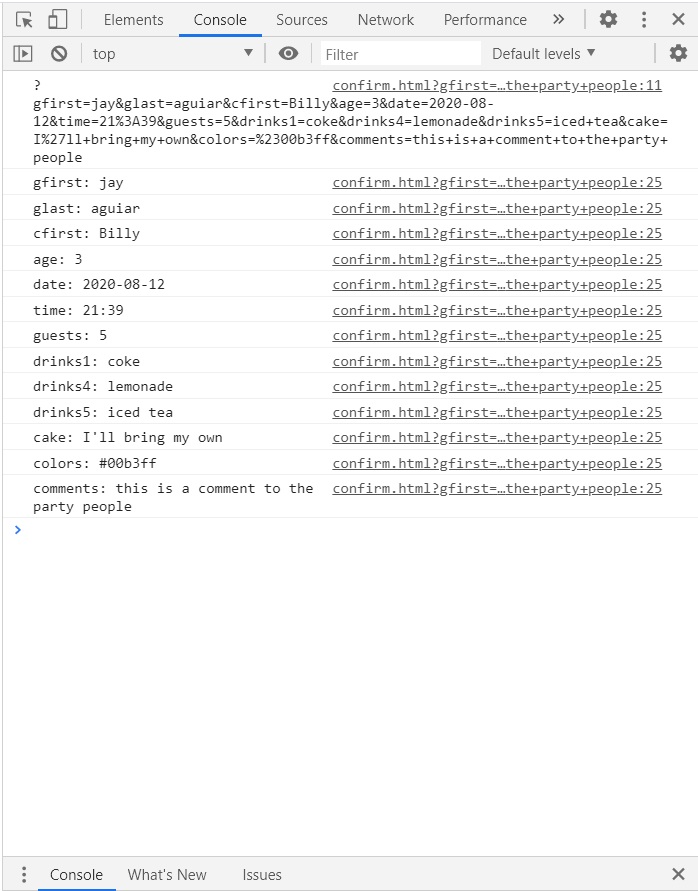 Elements Console Sources Network Performance »
top Filter Default levels
? confirm.html?gfirst=…the+party+people:11
gfirst=jay&glast=aguiar&cfirst=Billy&age=3&date=2020-08-
12&time=21%3A39&guests=5&drinks1=coke&drinks4=lemonade&drinks5=iced+tea&cake=
I%27ll+bring+my+own&colors=%2300b3ff&comments=this+is+a+comment+to+the+party+
people
gfirst: jay confirm.html?gfirst=…the+party+people:25
glast: aguiar confirm.html?gfirst=…the+party+people:25
cfirst: Billy confirm.html?gfirst=…the+party+people:25
age: 3 confirm.html?gfirst=…the+party+people:25
date: 2020-08-12 confirm.html?gfirst=…the+party+people:25
time: 21:39 confirm.html?gfirst=…the+party+people:25
guests: 5 confirm.html?gfirst=…the+party+people:25
drinks1: coke confirm.html?gfirst=…the+party+people:25
drinks4: lemonade confirm.html?gfirst=…the+party+people:25
drinks5: iced tea confirm.html?gfirst=…the+party+people:25
cake: I'll bring my own confirm.html?gfirst=…the+party+people:25
colors: #00b3ff confirm.html?gfirst=…the+party+people:25
comments: this is a comment to the confirm.html?gfirst=…the+party+people:25
party people
Console What's New Issues